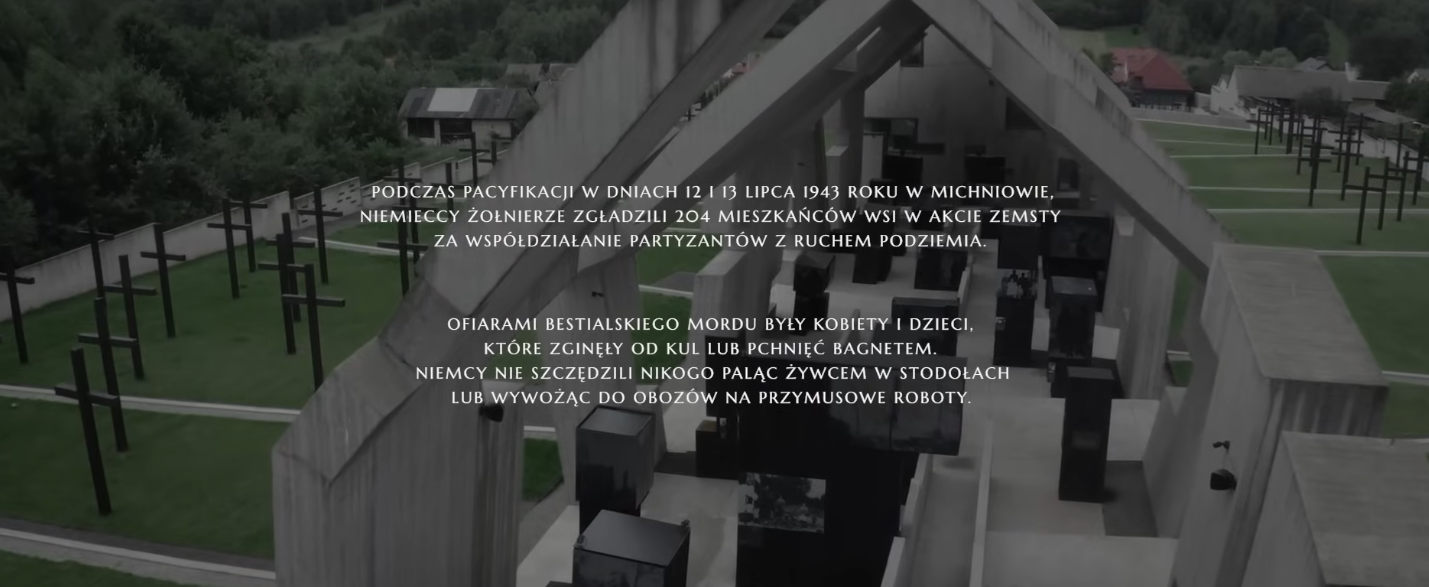 PODCZAS PACYFIKACJI W DNIACH 12 I 13 LIPCA 1943 ROKU W MICHNIOWIE,
NIEMIECCY ŻOŁNIERZE ZGŁADZILI 204 MIESZKAŃCÓW WSI W AKCIE ZEMSTY
ZA WSPÓŁDZIAŁANIE PARTYZANTÓW Z RUCHEM PODZIEMIA.
OFIARAMI BESTIALSKIEGO MORDU BYŁY KOBIETY I DZIECI,
KTÓRE ZGINĘŁY OD KUL LUB PCHNIĘĆ BAGNETEM.
NIEMCY NIE SZCZĘDZILI NIKOGO PALĄC ŻYWCEM W STODOŁACH
LUB WYWOŻĄC DO OBOZÓW NA PRZYMUSOWE ROBOTY.